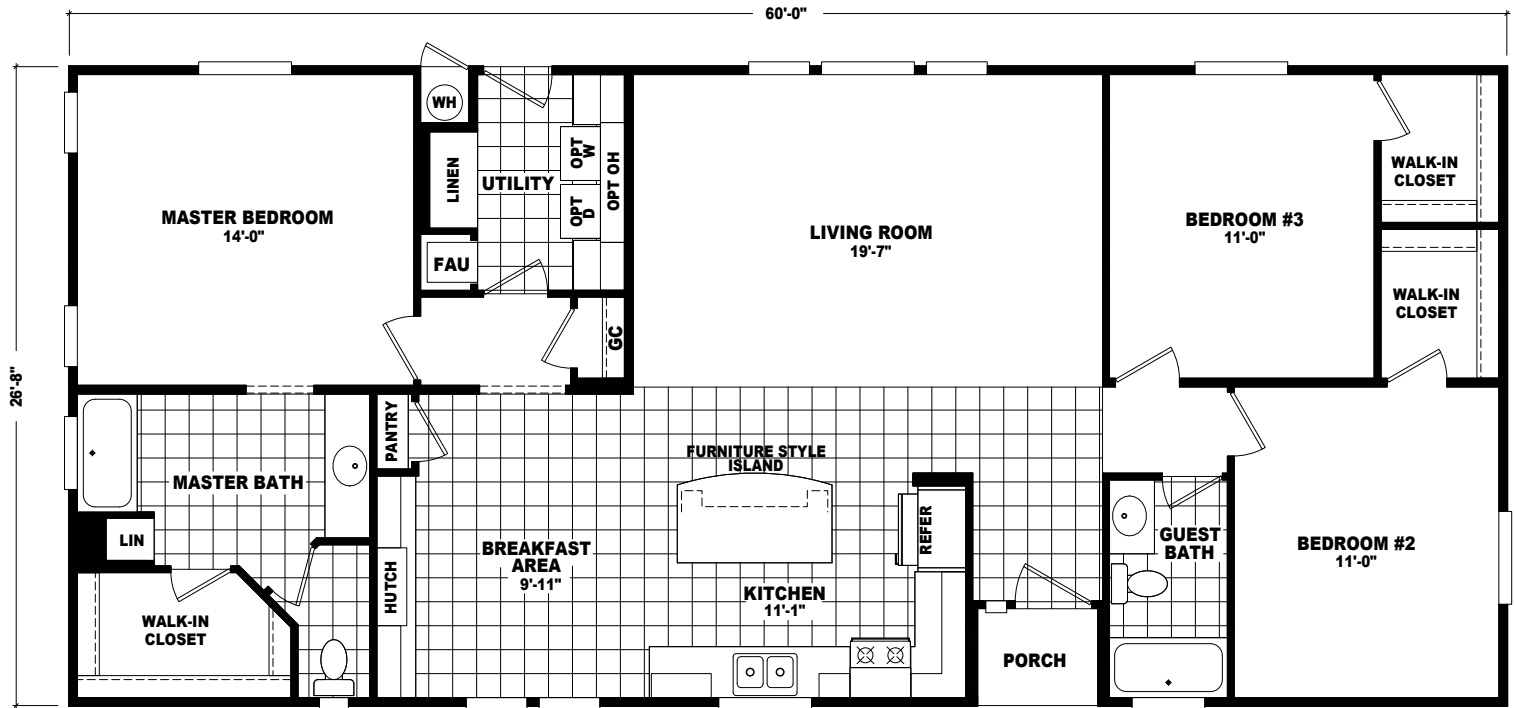 60'-0"
26'-8"
WH
LINEN
UTILITY
OPT
W
OPT
D
OPT OH
FAU
GC
MASTER BEDROOM
14'-0"
LIVING ROOM
19'-7"
BEDROOM #3
11'-0"
WALK-IN
CLOSET
WALK-IN
CLOSET
PANTRY
MASTER BATH
LIN
WALK-IN
CLOSET
HUTCH
BREAKFAST
AREA
9'-11"
FURNITURE STYLE
ISLAND
KITCHEN
11'-1"
REFER
PORCH
GUEST
BATH
BEDROOM #2
11'-0"